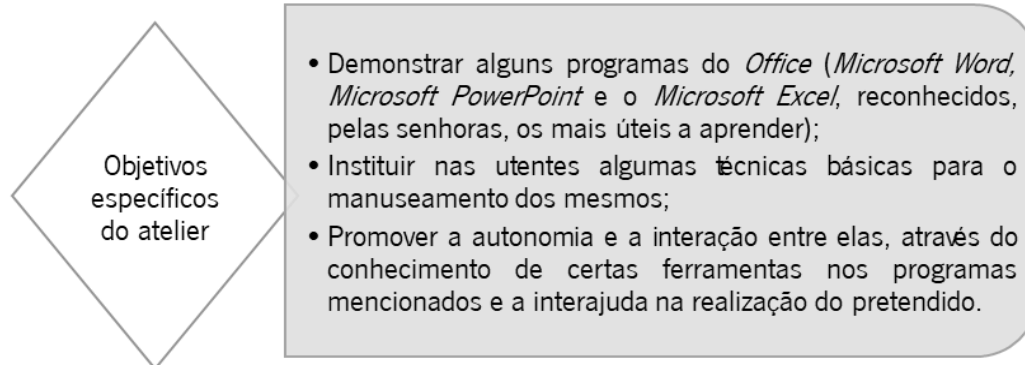 Objetivos
específicos
do atelier
• Demonstrar alguns programas do Office (Microsoft Word,
Microsoft PowerPoint e o Microsoft Excel, reconhecidos,
pelas senhoras, os mais úteis a aprender);
• Instituir nas utentes algumas técnicas básicas para o
manuseamento dos mesmos;
• Promover a autonomia e a interação entre elas, através do
conhecimento de certas ferramentas nos programas
mencionados e a interajuda na realização do pretendido.